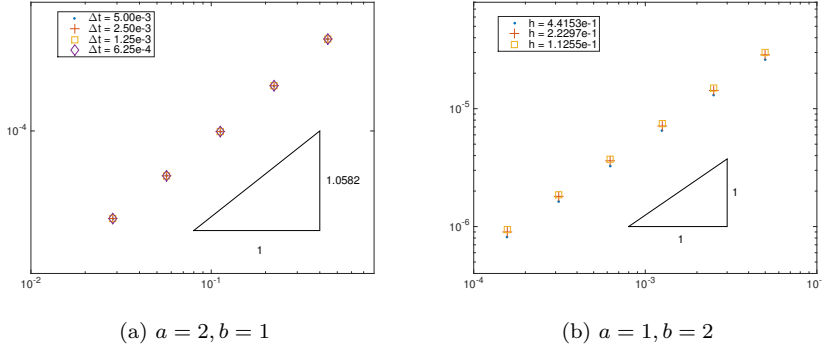 Δt = 5.00e-3
Δt = 2.50e-3
Δt = 1.25e-3
Δt = 6.25e-4
10^-4
1.0582
1
10^-2
10^-1
(a) a = 2, b = 1
h = 4.4153e-1
h = 2.2297e-1
h = 1.1255e-1
10^-5
10^-6
1
1
10^-4
10^-3
(b) a = 1, b = 2